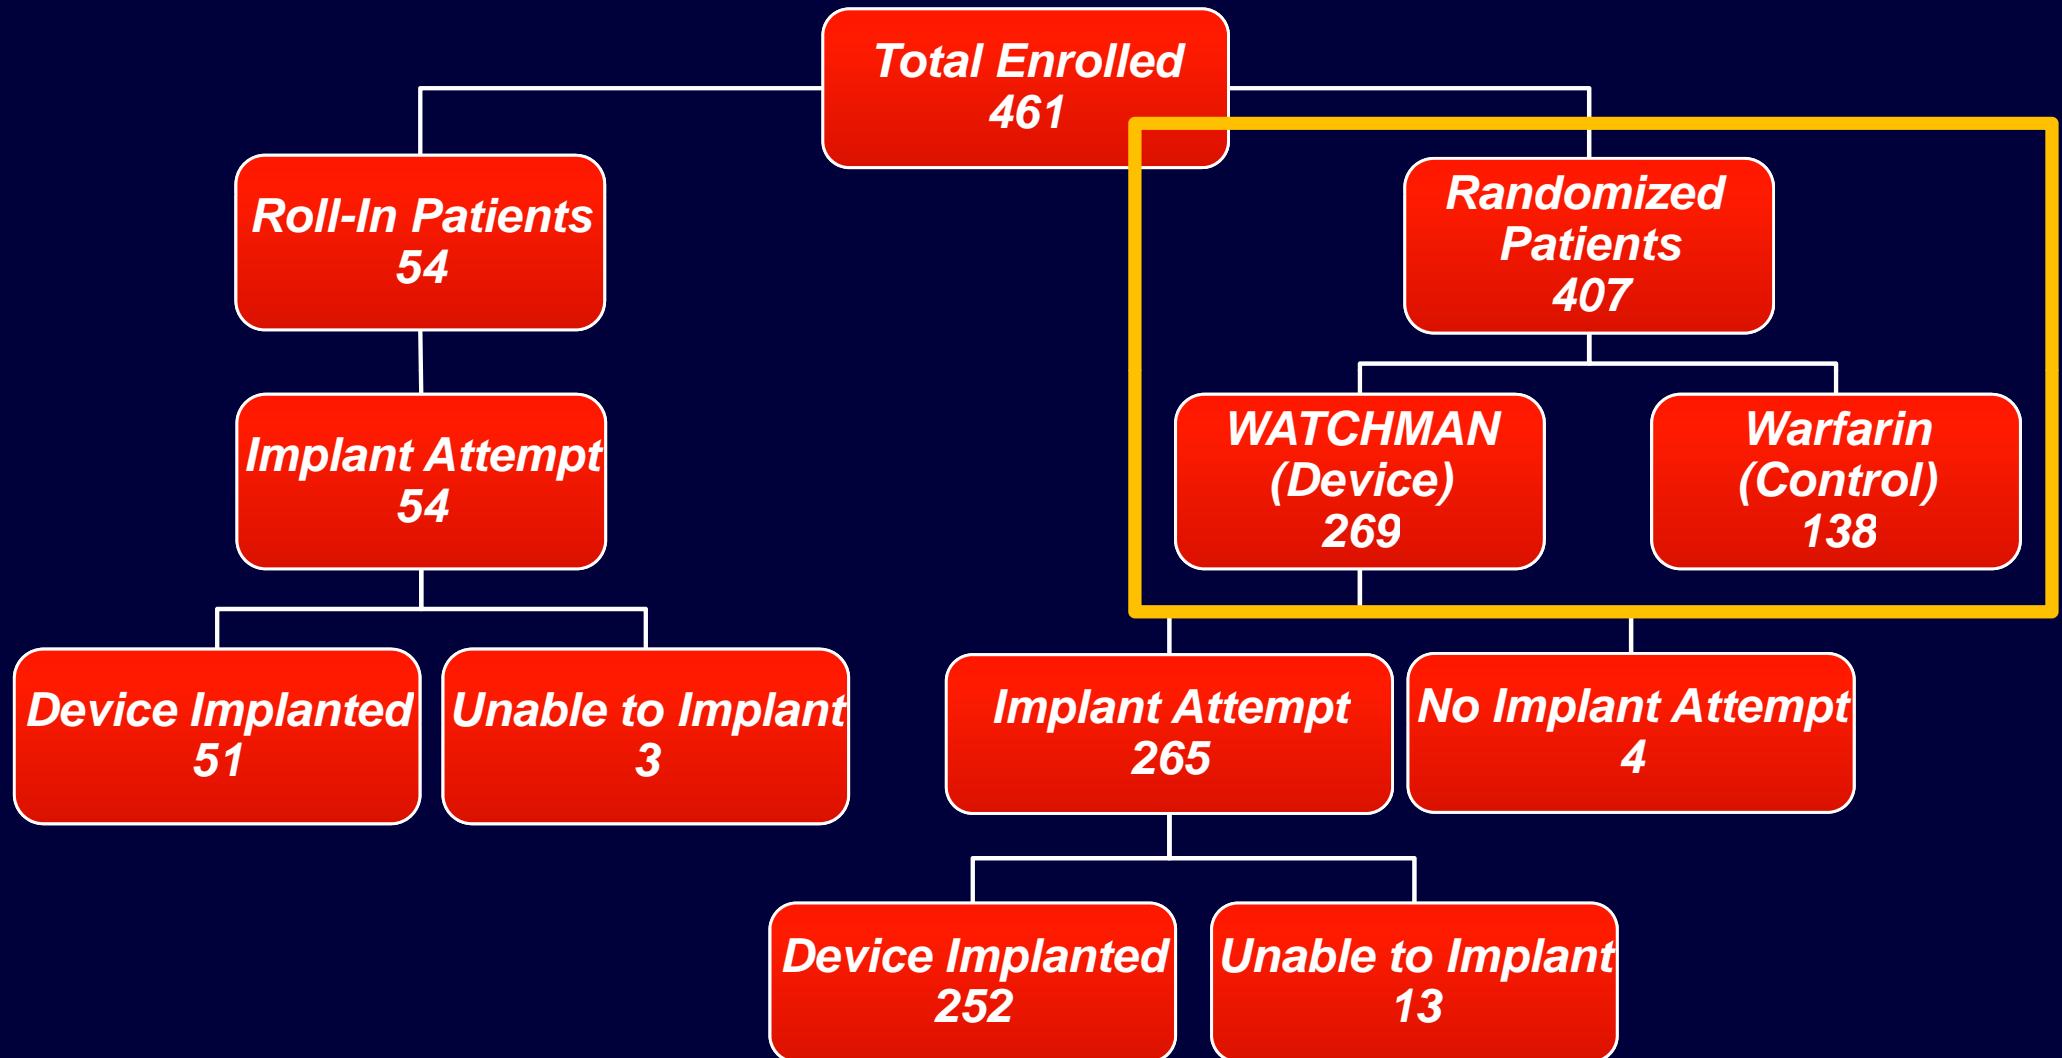 Total Enrolled
461
Roll-In Patients
54
Randomized
Patients
407
Implant Attempt
54
WATCHMAN
(Device)
269
Warfarin
(Control)
138
Device Implanted
51
Unable to Implant
3
Implant Attempt
265
No Implant Attempt
4
Device Implanted
252
Unable to Implant
13